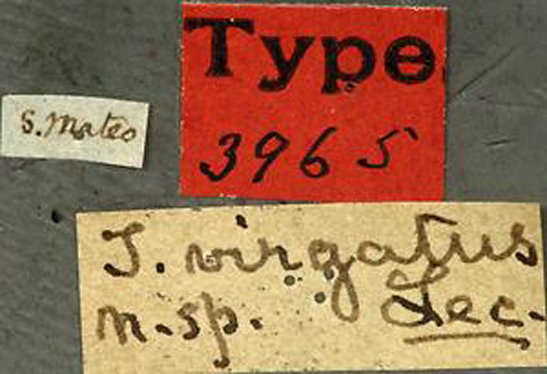 Type
3965
S. Mateo
J. virgatus
n. sp. Lec.